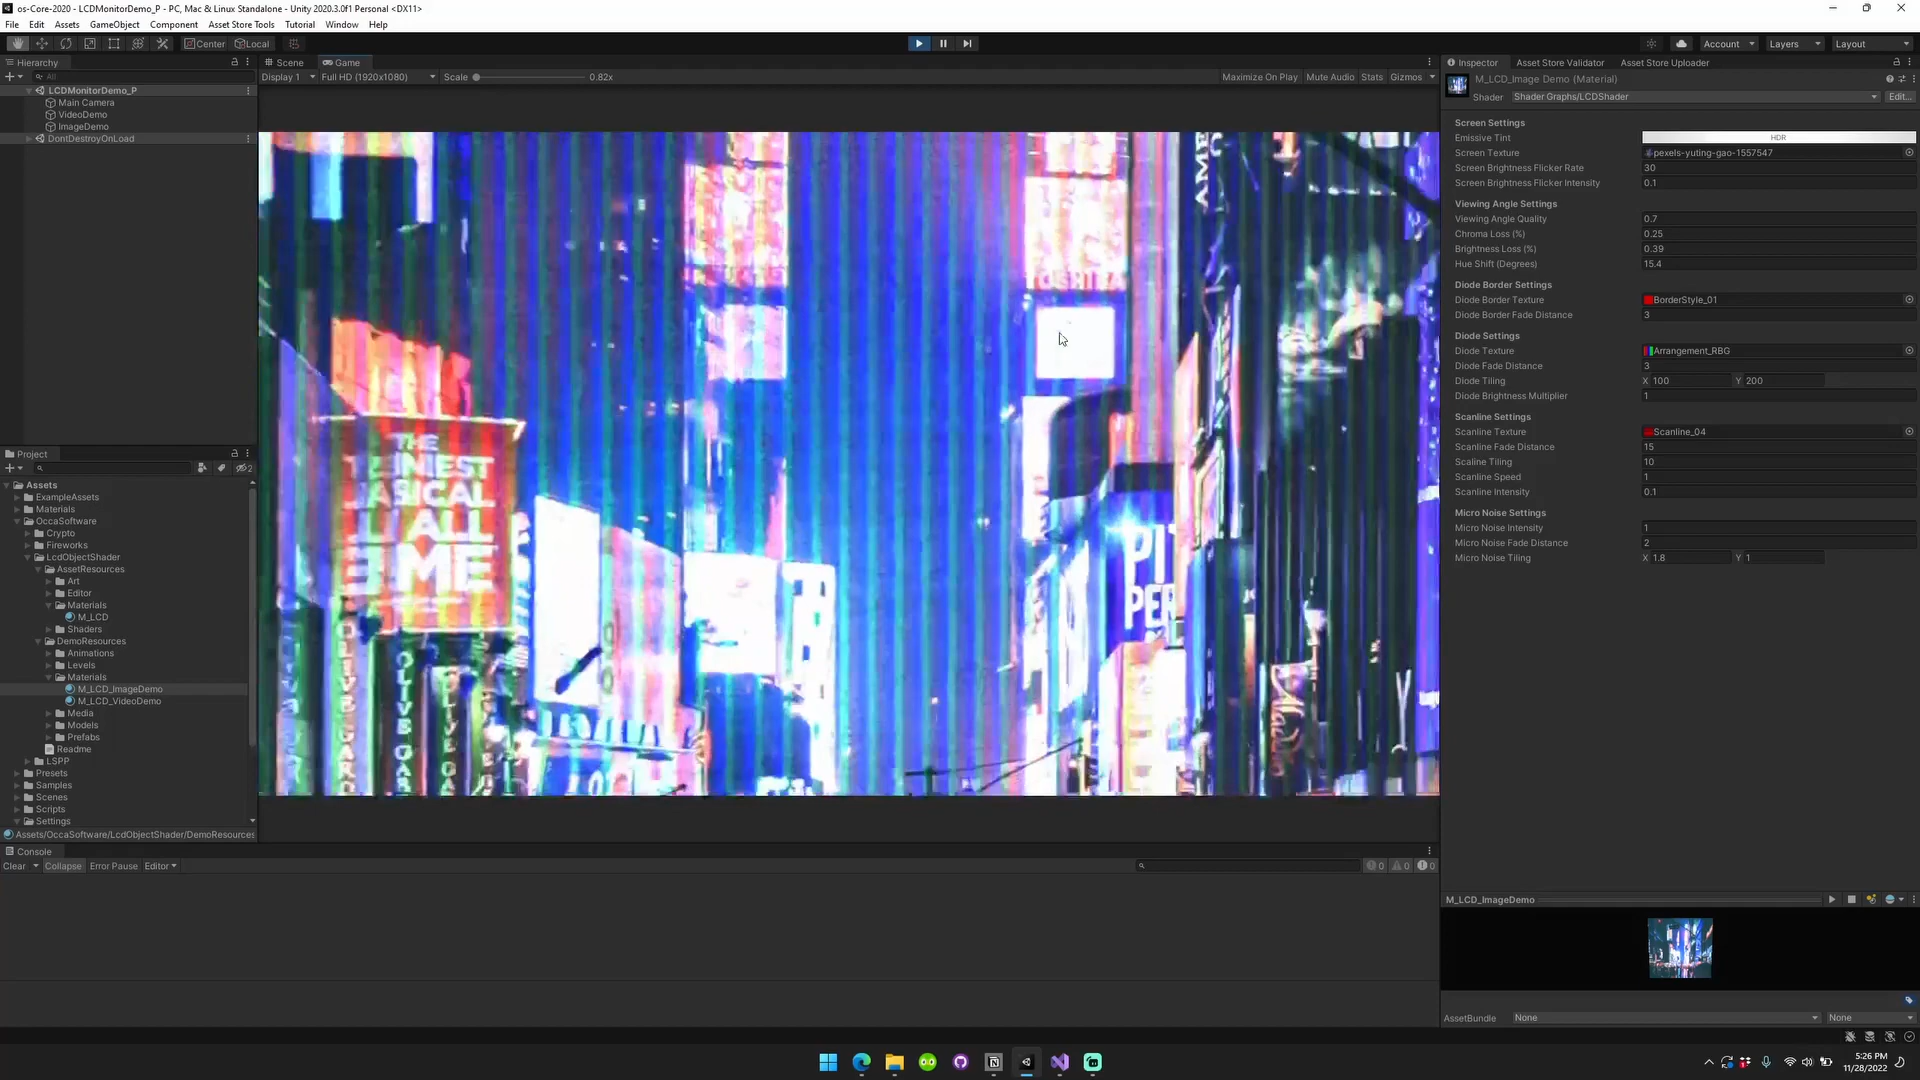 os-Core-2020 - LCDMonitorDemo_P - PC, Mac & Linux Standalone - Unity 2020.3.0f1 Personal <DX11>
File Edit Assets GameObject Component Asset Store Tools Tutorial Window Help
Center Local Account Layers Layout
Hierarchy
All
LCDMonitorDemo_P
Main Camera
VideoDemo
ImageDemo
DontDestroyOnLoad
Scene Game
Display 1 Full HD (1920x1080) Scale 0.82x Maximize On Play Mute Audio Stats Gizmos
TOSHIBA
THE
ALL
PIT
PER
OLIVE GAR
Project
2
Assets
ExampleAssets
Materials
OccaSoftware
Crypto
Fireworks
LcdObjectShader
AssetResources
Art
Editor
Materials
M_LCD
Shaders
DemoResources
Animations
Levels
Materials
M_LCD_ImageDemo
M_LCD_VideoDemo
Media
Models
Prefabs
Readme
LSPP
Presets
Samples
Scenes
Scripts
Settings
Assets/OccaSoftware/LcdObjectShader/DemoResources
Console
Clear Collapse Error Pause Editor
0 0 0
Inspector Asset Store Validator Asset Store Uploader
M_LCD_Image Demo (Material)
Shader Shader Graphs/LCDShader Edit...
Screen Settings
Emissive Tint HDR
Screen Texture pexels-yuting-gao-1557547
Screen Brightness Flicker Rate 30
Screen Brightness Flicker Intensity 0.1
Viewing Angle Settings
Viewing Angle Quality 0.7
Chroma Loss (%) 0.25
Brightness Loss (%) 0.39
Hue Shift (Degrees) 15.4
Diode Border Settings
Diode Border Texture BorderStyle_01
Diode Border Fade Distance 3
Diode Settings
Diode Texture Arrangement_RBG
Diode Fade Distance 3
Diode Tiling X 100 Y 200
Diode Brightness Multiplier 1
Scanline Settings
Scanline Texture Scanline_04
Scanline Fade Distance 15
Scaline Tiling 10
Scanline Speed 1
Scanline Intensity 0.1
Micro Noise Settings
Micro Noise Intensity 1
Micro Noise Fade Distance 2
Micro Noise Tiling X 1.8 Y 1
M_LCD_ImageDemo
AssetBundle None None
5:26 PM
11/28/2022